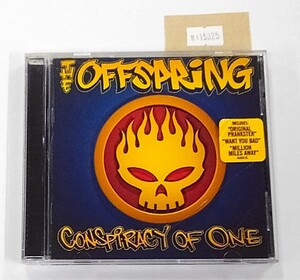 THE OFFSPRING
INCLUDES:
"ORIGINAL
PRANKSTER"
"WANT YOU BAD"
"MILLION
MILES AWAY"
CONSPIRACY OF ONE